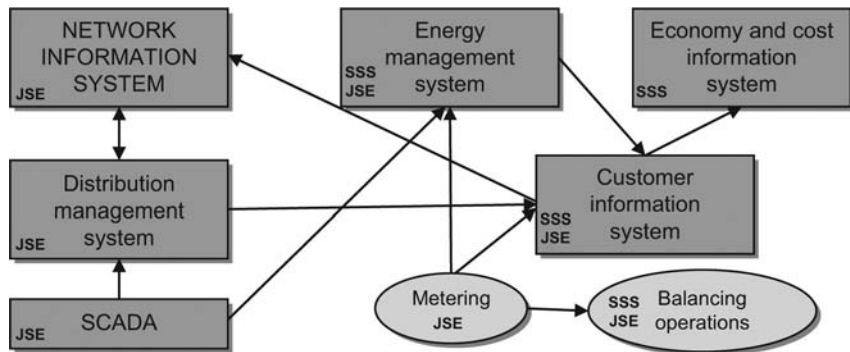 NETWORK
INFORMATION
SYSTEM
JSE
Energy
management
system
SSS
JSE
Economy and cost
information
system
SSS
Distribution
management
system
JSE
Customer
information
system
SSS
JSE
SCADA
JSE
Metering
JSE
SSS
JSE
Balancing
operations